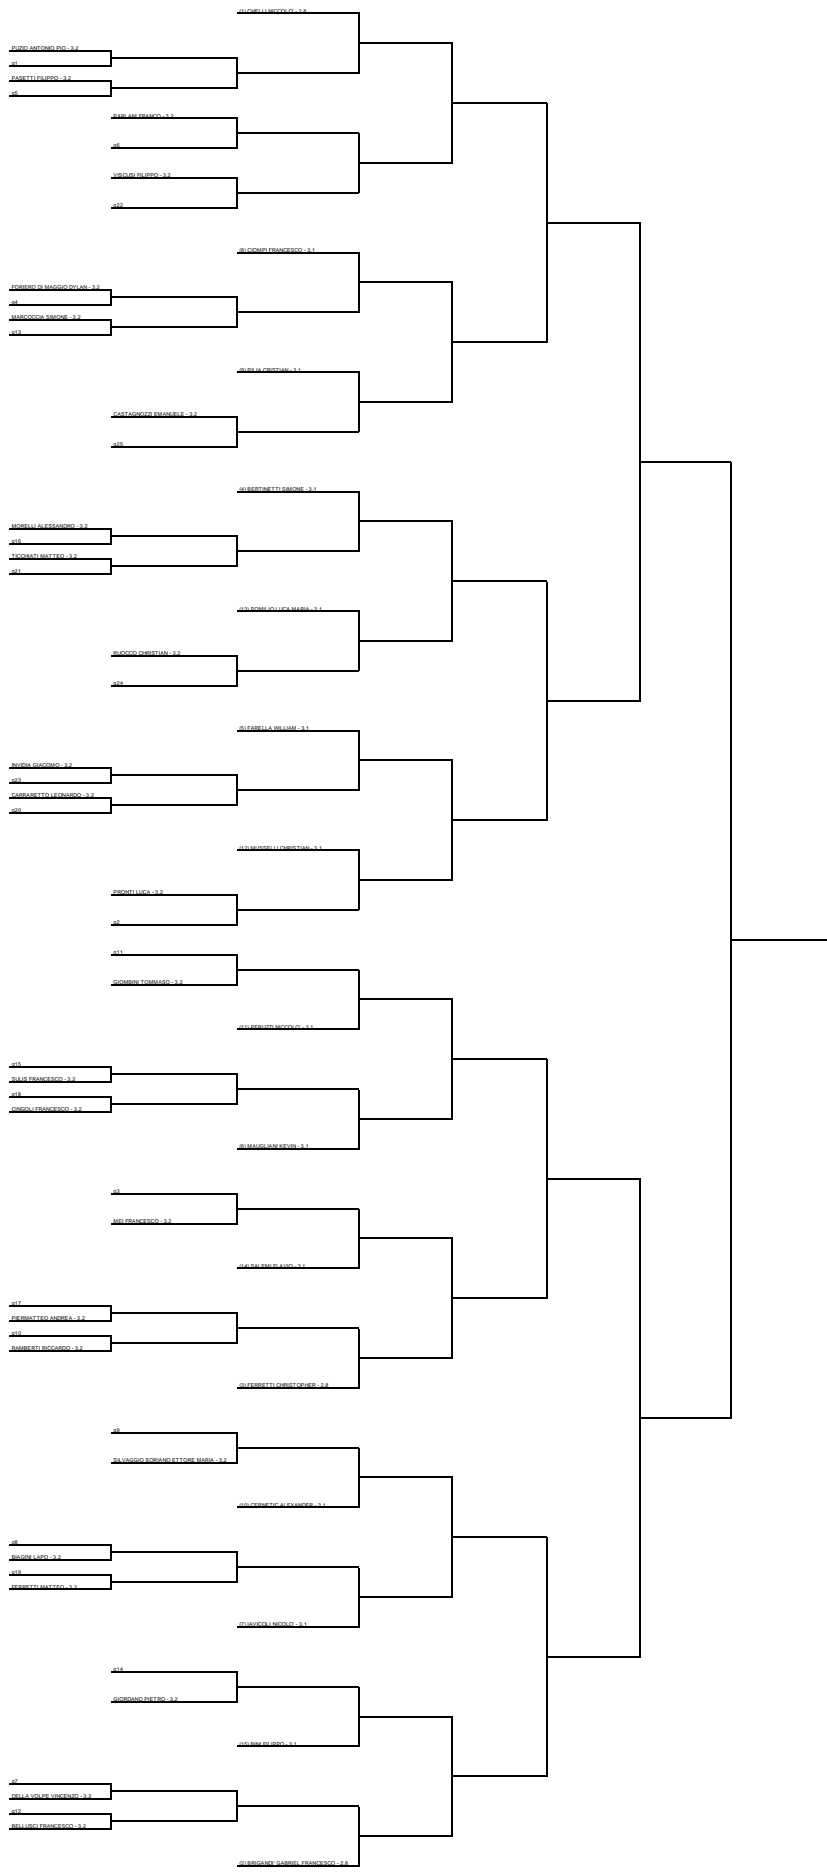 (1) CHELLI NICCOLO' - 2.8
PUZIO ANTONIO PIO - 3.2
q1
PASETTI FILIPPO - 3.2
q5
PARLANI FRANCO - 3.2
q6
VISCUSI FILIPPO - 3.2
q22
(8) CIOMPI FRANCESCO - 3.1
FORIERO DI MAGGIO DYLAN - 3.2
q4
MARCOCCIA SIMONE - 3.2
q13
(9) PILIA CRISTIAN - 3.1
CASTAGNOZZI EMANUELE - 3.2
q25
(4) BERTINETTI SIMONE - 3.1
MORELLI ALESSANDRO - 3.2
q16
TICCHIATI MATTEO - 3.2
q21
(13) ROMILIO LUCA MARIA - 3.1
RUOCCO CHRISTIAN - 3.2
q24
(5) FARELLA WILLIAM - 3.1
INVIDIA GIACOMO - 3.2
q23
CARRARETTO LEONARDO - 3.2
q20
(12) MUSSELLI CHRISTIAN - 3.1
PRONTI LUCA - 3.2
q2
q11
GIOMBINI TOMMASO - 3.2
(11) PERUZZI NICCOLO' - 3.1
q15
SULIS FRANCESCO - 3.2
q18
CINGOLI FRANCESCO - 3.2
(6) MAUGLIANI KEVIN - 3.1
q3
MEI FRANCESCO - 3.2
(14) SALEMI FLAVIO - 3.1
q17
PIERMATTEO ANDREA - 3.2
q10
RAMBERTI RICCARDO - 3.2
(3) FERRETTI CHRISTOPHER - 2.8
q9
SILVAGGIO SORIANO ETTORE MARIA - 3.2
(10) CERNETIC ALEXANDER - 3.1
q8
BIAGINI LAPO - 3.2
q19
FERRETTI MATTEO - 3.2
(7) IAVICOLI NICOLO' - 3.1
q14
GIORDANO PIETRO - 3.2
(15) BINI FILIPPO - 3.1
q7
DELLA VOLPE VINCENZO - 3.2
q12
BELLUSCI FRANCESCO - 3.2
(2) BRIGANDI' GABRIEL FRANCESCO - 2.8